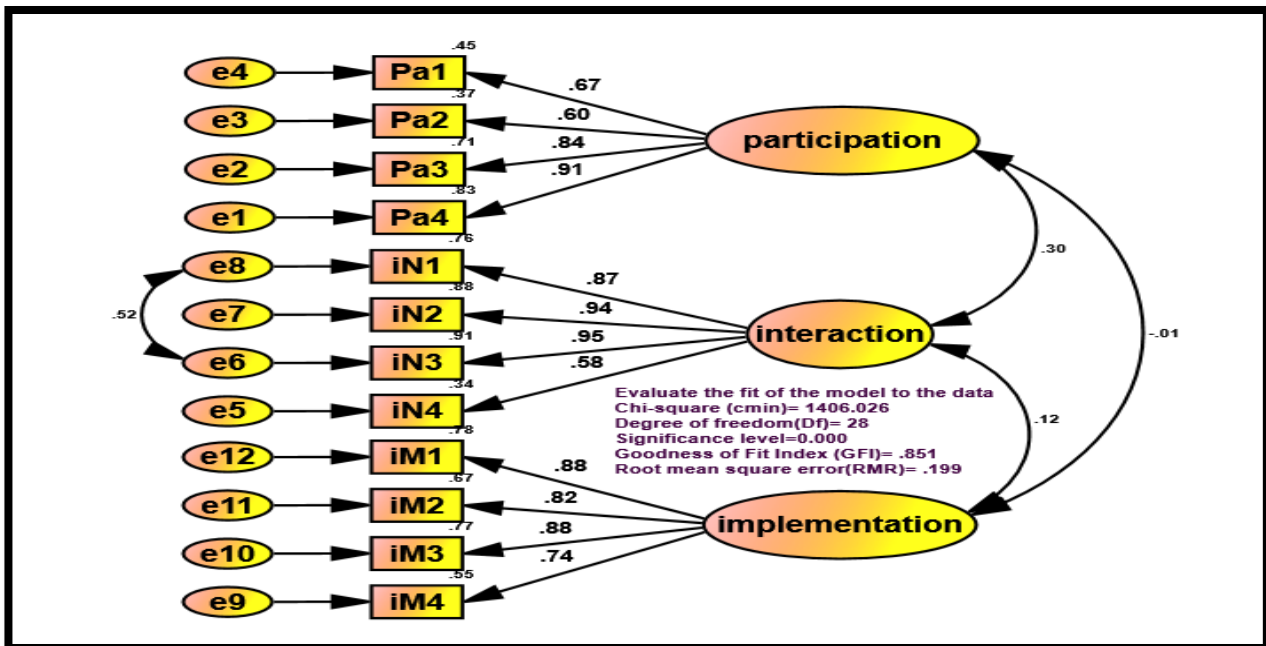 .45
e4 Pa1 .67
.37
e3 Pa2 .60
participation
.71
e2 Pa3 .84
.83
e1 Pa4 .91
.76
e8 iN1 .87
.30
.88
e7 iN2 .94
.52
interaction
-.01
.91
e6 iN3 .95
.34
e5 iN4 .58
Evaluate the fit of the model to the data
Chi-square (cmin)= 1406.026
Degree of freedom(Df)= 28
Significance level=0.000
Goodness of Fit Index (GFI)= .851
Root mean square error(RMR)= .199
.12
.78
e12 iM1 .88
.67
e11 iM2 .82
implementation
.77
e10 iM3 .88
.55
e9 iM4 .74